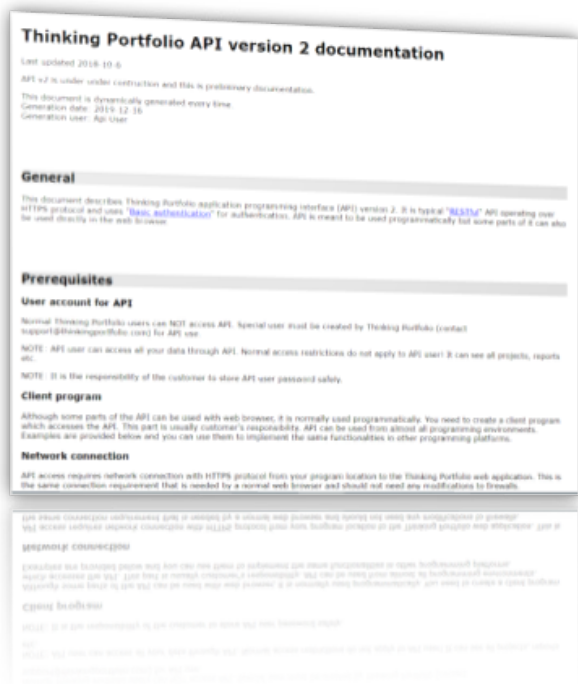 Thinking Portfolio API version 2 documentation
Last updated 2018-10-6
API v2 is under under contruction and this is preliminary documentation.
This document is dynamically generated every time.
Generation date: 2019-12-16
Generation user: Api User
General
This document describes Thinking Portfolio application programming interface (API) version 2. It is typical "RESTful" API operating over
HTTPS protocol and uses "Basic authentication" for authentication. API is meant to be used programmatically but some parts of it can also
be used directly in the web browser.
Prerequisites
User account for API
Normal Thinking Portfolio users can NOT access API. Special user must be created by Thinking Portfolio (contact
support@thinkingportfolio.com) for API use.
NOTE: API user can access all your data through API. Normal access restrictions do not apply to API user! It can see all projects, reports
etc.
NOTE: It is the responsibility of the customer to store API user password safely.
Client program
Although some parts of the API can be used with web browser, it is normally used programmatically. You need to create a client program
which accesses the API. This part is usually customer's responsibility. API can be used from almost all programming environments.
Examples are provided below and you can use them to implement the same functionalities in other programming platforms.
Network connection
API access requires network connection with HTTPS protocol from your program location to the Thinking Portfolio web application. This is
the same connection requirement that is needed by a normal web browser and should not need any modifications to firewalls